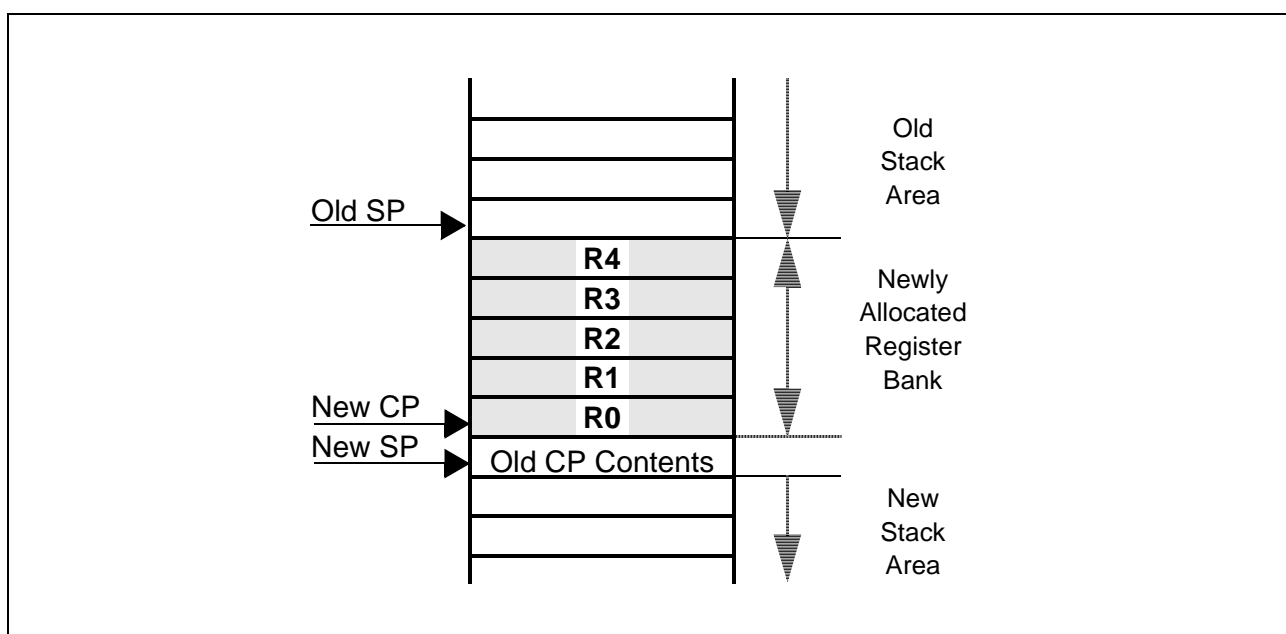 Old
Stack
Area
Old SP
R4
R3
R2
R1
R0
Newly
Allocated
Register
Bank
New CP
New SP
Old CP Contents
New
Stack
Area